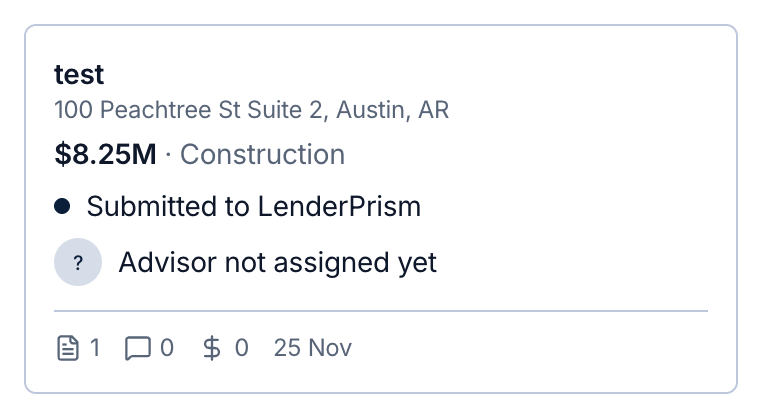 test
100 Peachtree St Suite 2, Austin, AR
$8.25M · Construction
Submitted to LenderPrism
? Advisor not assigned yet
1 0 $ 0 25 Nov